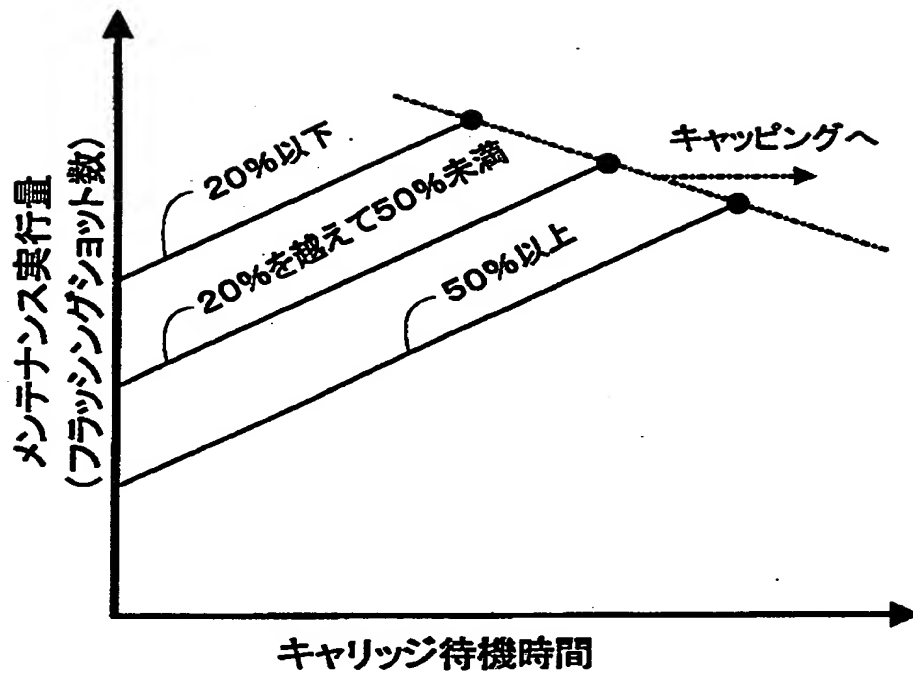 メンテナンス実行量
(フラッシングショット数)
20%以下
20%を越えて50%未満
50%以上
キャッピングへ
キャリッジ待機時間